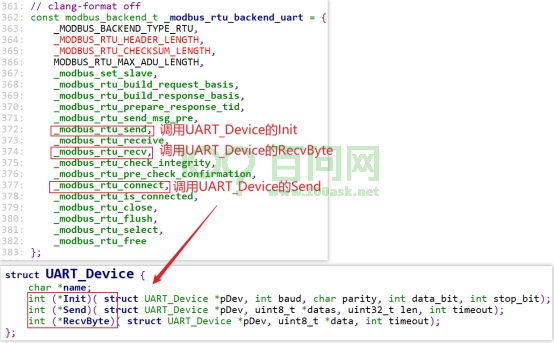 361: // clang-format off
362: const modbus_backend_t _modbus_rtu_backend_uart = {
363: _MODBUS_BACKEND_TYPE_RTU,
364: _MODBUS_RTU_HEADER_LENGTH,
365: _MODBUS_RTU_CHECKSUM_LENGTH,
366: MODBUS_RTU_MAX_ADU_LENGTH,
367: _modbus_set_slave,
368: _modbus_rtu_build_request_basis,
369: _modbus_rtu_build_response_basis,
370: _modbus_rtu_prepare_response_tid,
371: _modbus_rtu_send_msg_pre,
372: _modbus_rtu_send, 调用UART_Device的Init
373: _modbus_rtu_receive,
374: _modbus_rtu_recv, 调用UART_Device的RecvByte
375: _modbus_rtu_check_integrity,
376: _modbus_rtu_pre_check_confirmation,
377: _modbus_rtu_connect, 调用UART_Device的Send
378: _modbus_rtu_is_connected,
379: _modbus_rtu_close,
380: _modbus_rtu_flush,
381: _modbus_rtu_select,
382: _modbus_rtu_free
383: };
百问网
www.100ask.net
struct UART_Device {
char *name;
int (*Init)( struct UART_Device *pDev, int baud, char parity, int data_bit, int stop_bit);
int (*Send)( struct UART_Device *pDev, uint8_t *datas, uint32_t len, int timeout);
int (*RecvByte)( struct UART_Device *pDev, uint8_t *data, int timeout);
};